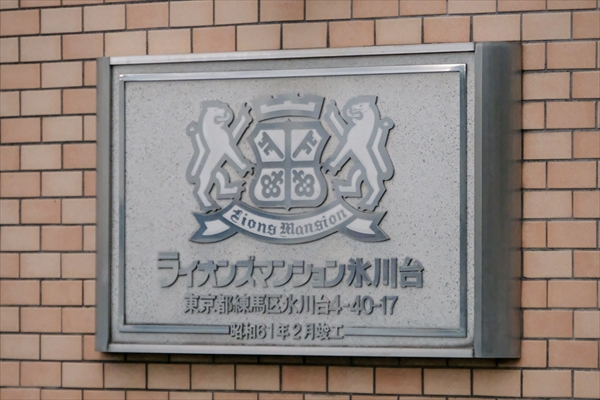 Lions Mansion
ライオンズマンション氷川台
東京都練馬区氷川台4-40-17
昭和61年2月竣工